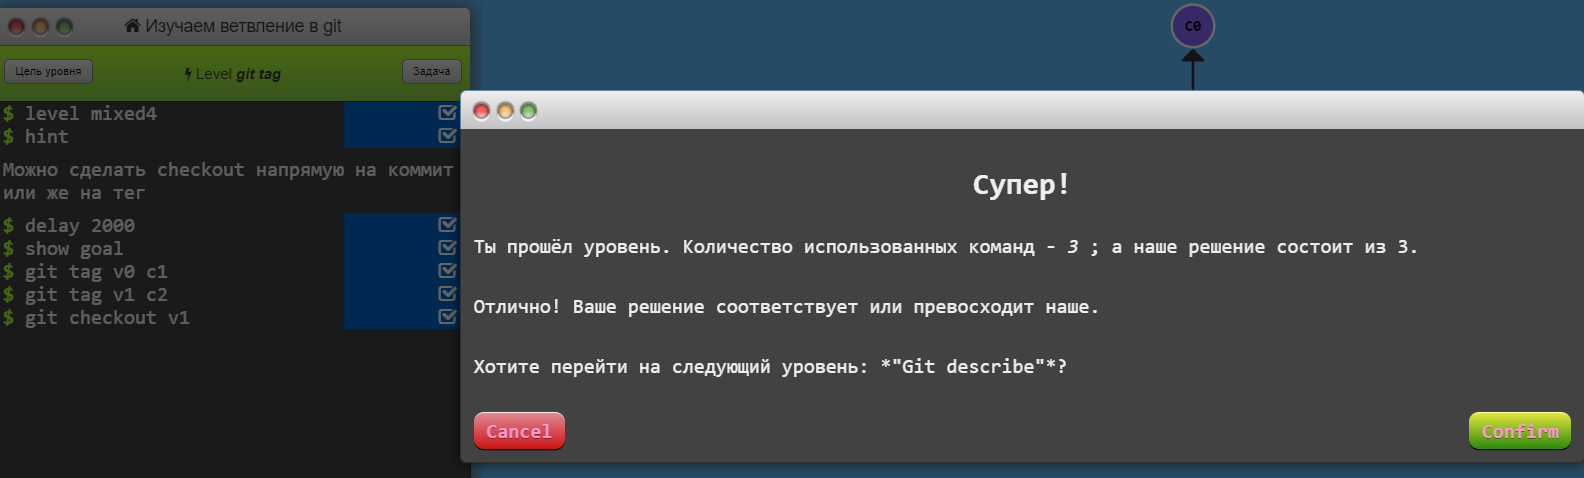 Изучаем ветвление в git
Цель уровня
Level git tag
Задача
$ level mixed4
$ hint
Можно сделать checkout напрямую на коммит
или же на тег
$ delay 2000
$ show goal
$ git tag v0 c1
$ git tag v1 c2
$ git checkout v1
C0
Супер!
Ты прошёл уровень. Количество использованных команд - 3 ; а наше решение состоит из 3.
Отлично! Ваше решение соответствует или превосходит наше.
Хотите перейти на следующий уровень: *"Git describe"*?
Cancel
Confirm